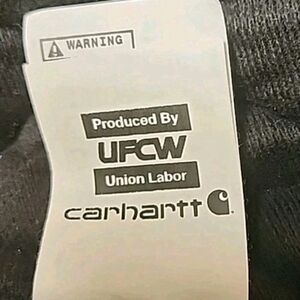 WARNING
Produced By
UFCW
Union Labor
carhartt